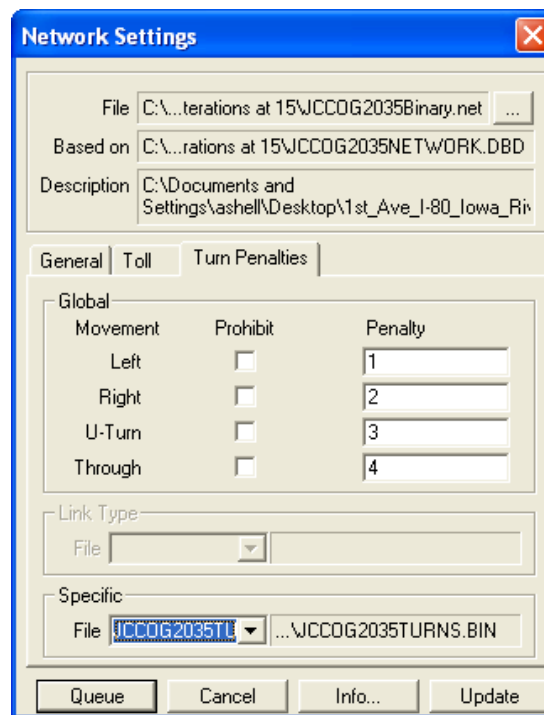 Network Settings
File C:\...terations at 15\JCCOG2035Binary.net ...
Based on C:\...rations at 15\JCCOG2035NETWORK.DBD
Description C:\Documents and
Settings\ashell\Desktop\1st_Ave_I-80_Iowa_Riv
General Toll Turn Penalties
Global
Movement Prohibit Penalty
Left 1
Right 2
U-Turn 3
Through 4
Link Type
File
Specific
File JCCOG2035TU ...\JCCOG2035TURNS.BIN
Queue Cancel Info... Update